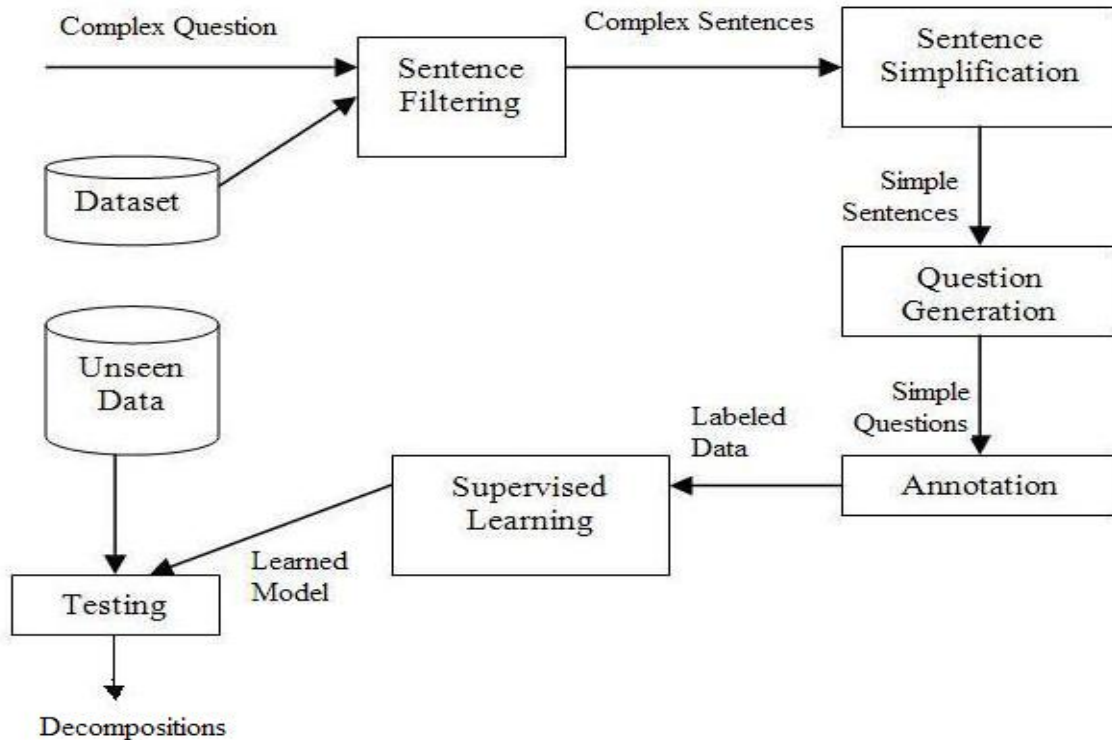 Complex Question
Sentence
Filtering
Complex Sentences
Sentence
Simplification
Dataset
Simple
Sentences
Question
Generation
Unseen
Data
Simple
Questions
Labeled
Data
Annotation
Supervised
Learning
Learned
Model
Testing
Decompositions